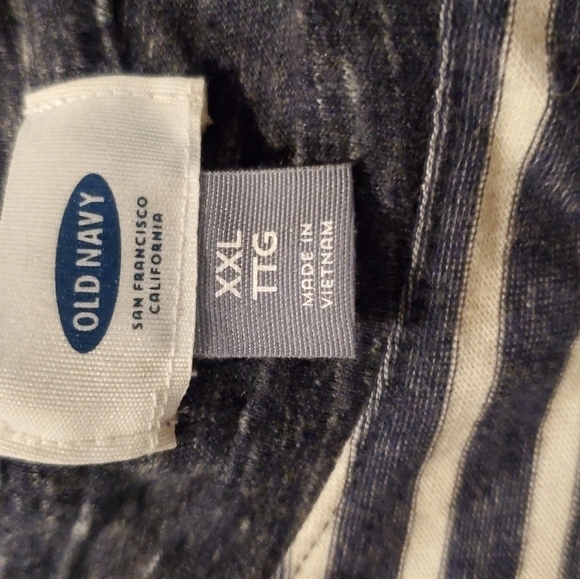 OLD NAVY
SAN FRANCISCO
CALIFORNIA
XXL
TTG
MADE IN
VIETNAM